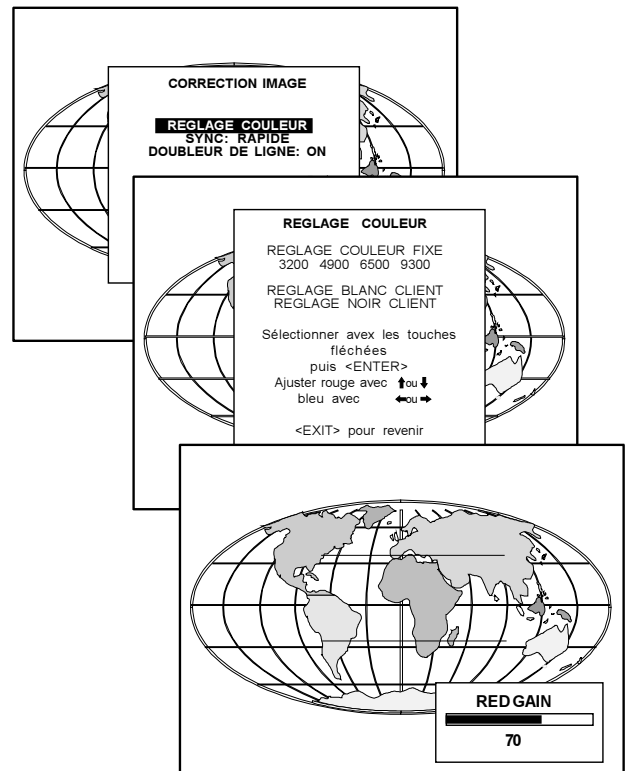 CORRECTION IMAGE
REGLAGE COULEUR
SYNC: RAPIDE
DOUBLEUR DE LIGNE: ON
REGLAGE COULEUR
REGLAGE COULEUR FIXE
3200 4900 6500 9300
REGLAGE BLANC CLIENT
REGLAGE NOIR CLIENT
Sélectionner avex les touches
fléchées
puis <ENTER>
Ajuster rouge avec ⬆ou⬇
bleu avec ⬅ou➡
<EXIT> pour revenir
RED GAIN
70